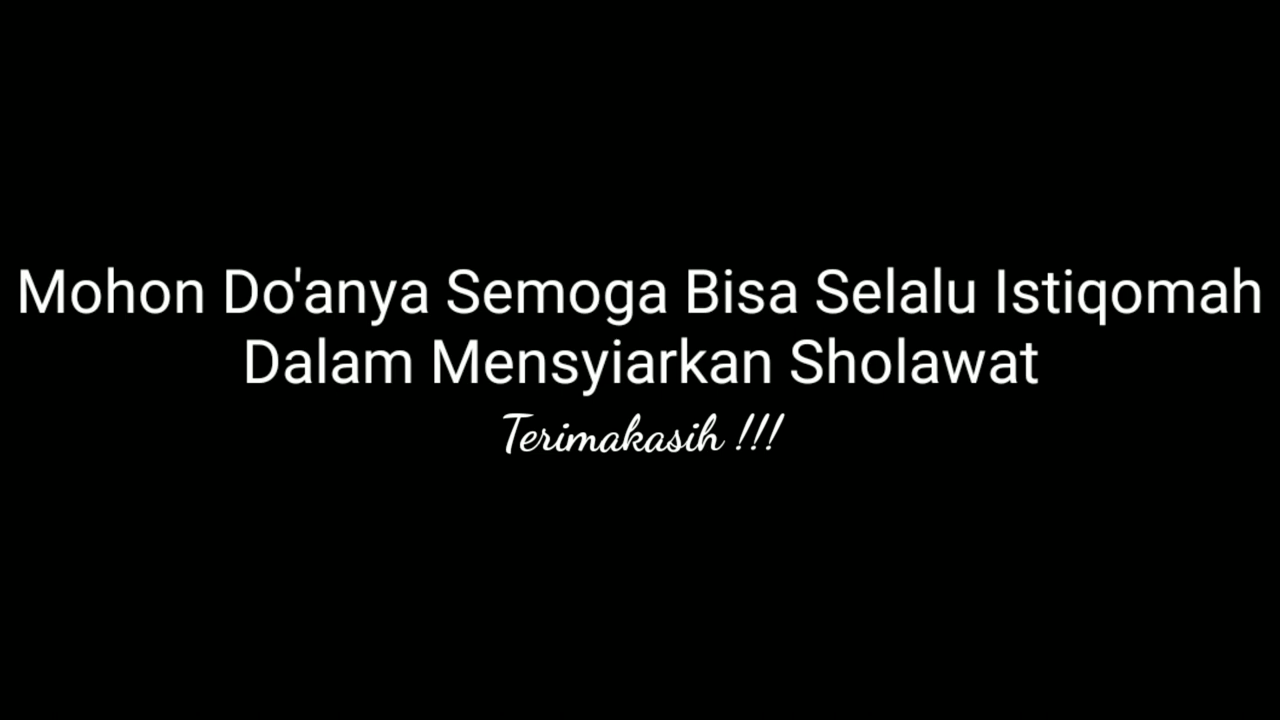 Mohon Do'anya Semoga Bisa Selalu Istiqomah
Dalam Mensyiarkan Sholawat
Terimakasih !!!